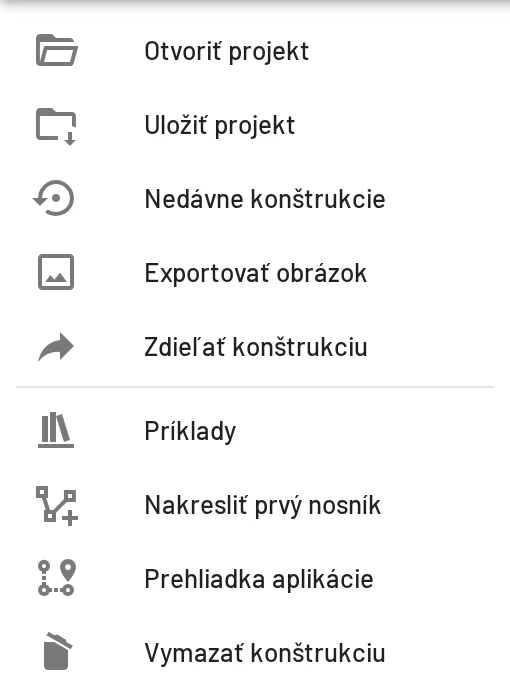 Otvoriť projekt
Uložiť projekt
Nedávne konštrukcie
Exportovať obrázok
Zdieľať konštrukciu
Príklady
Nakresliť prvý nosník
Prehliadka aplikácie
Vymazať konštrukciu